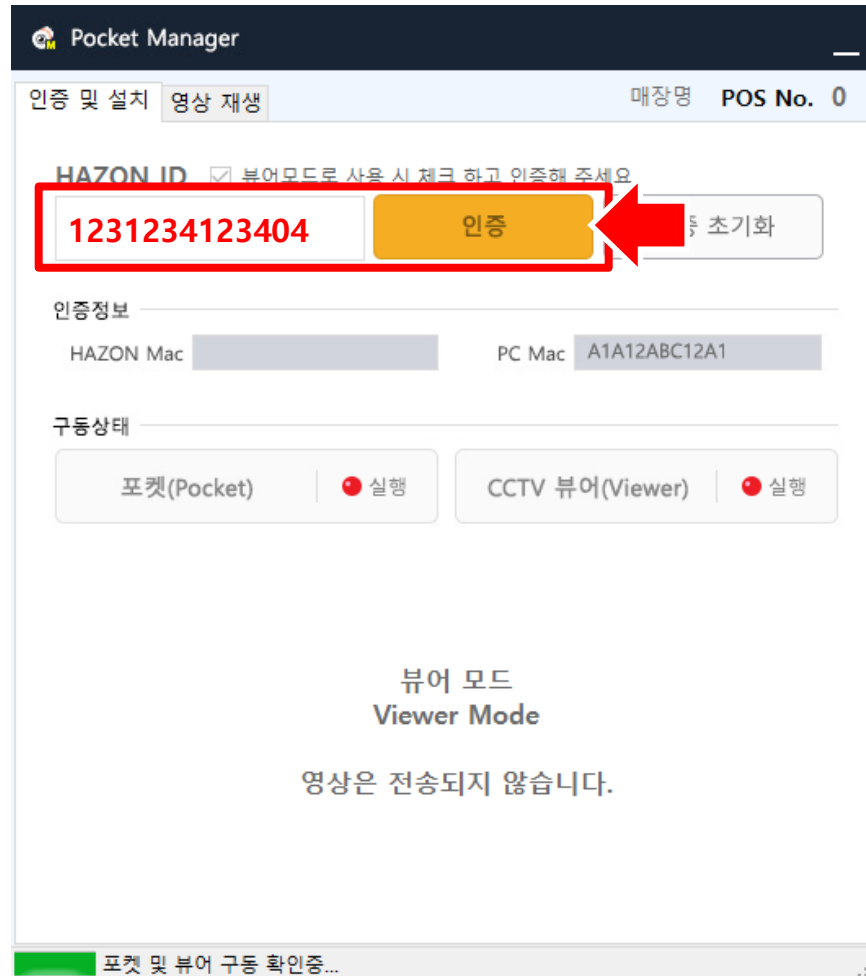 Pocket Manager
인증 및 설치 영상 재생 매장명 POS No. 0
HAZON ID 뷰어모드로 사용 시 체크 하고 인증해 주세요
1231234123404 인증 초기화
인증정보
HAZON Mac PC Mac A1A12ABC12A1
구동상태
포켓(Pocket) 실행 CCTV 뷰어(Viewer) 실행
뷰어 모드
Viewer Mode
영상은 전송되지 않습니다.
포켓 및 뷰어 구동 확인중...